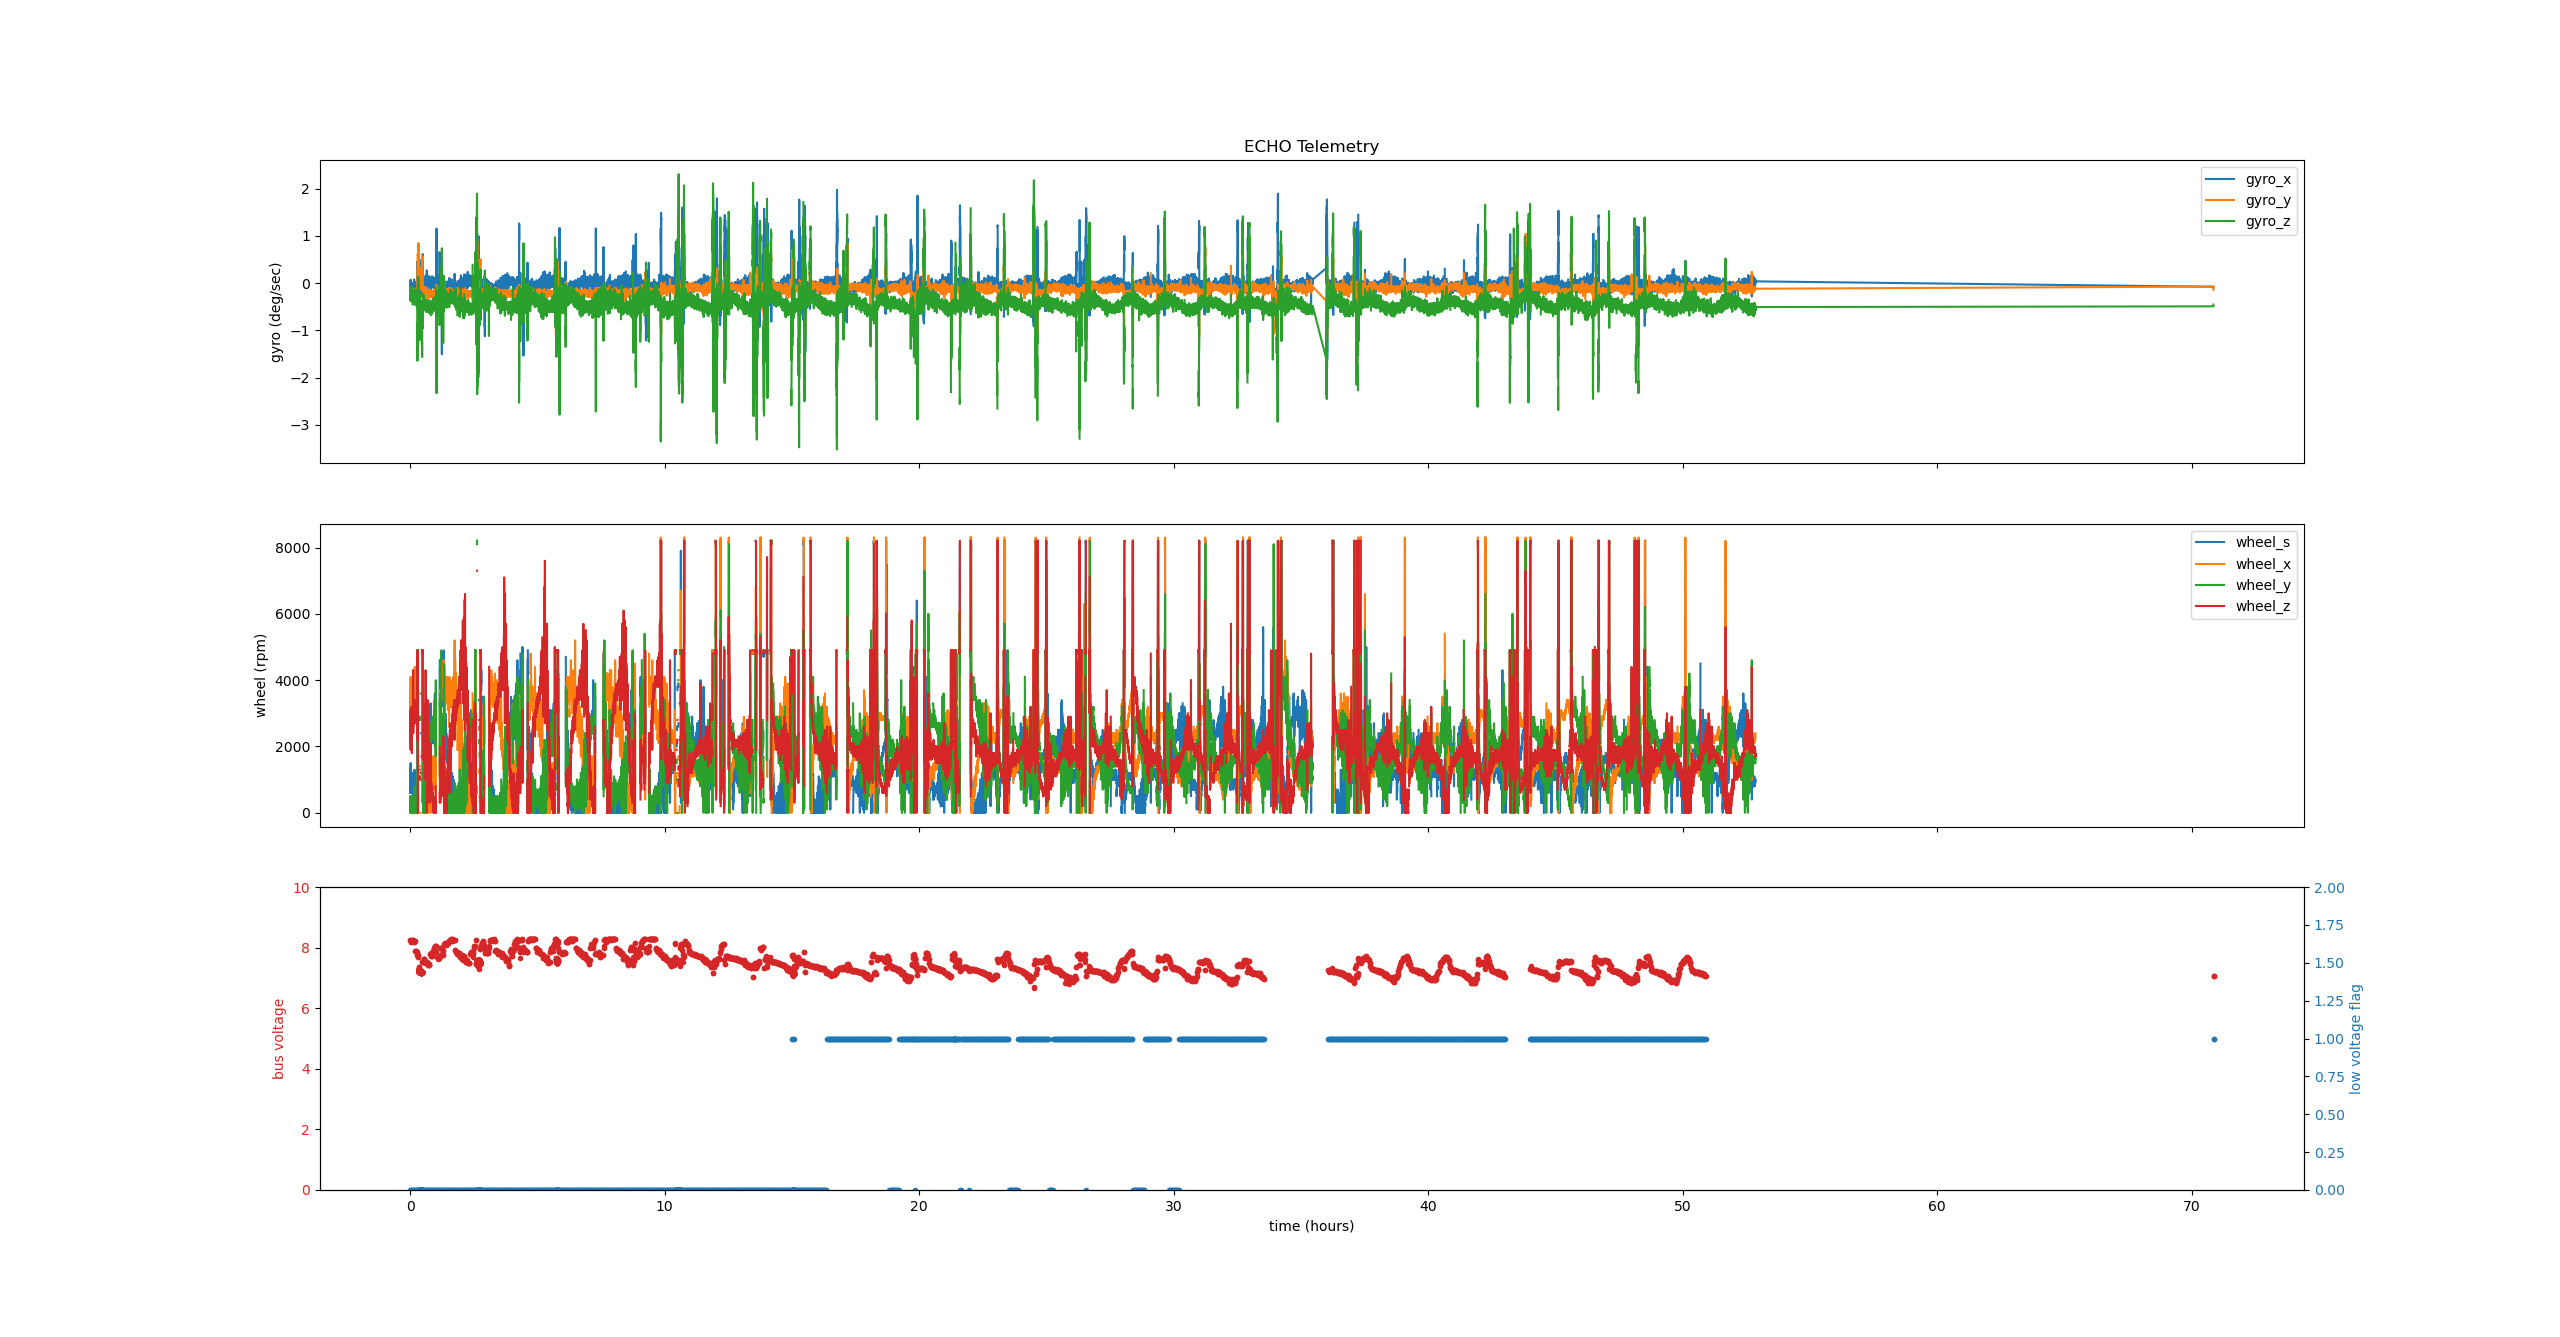 ECHO Telemetry
2
1
0
−1
−2
−3
gyro (deg/sec)
gyro_x
gyro_y
gyro_z
8000
6000
4000
2000
0
wheel (rpm)
wheel_s
wheel_x
wheel_y
wheel_z
10
8
6
4
2
0
bus voltage
2.00
1.75
1.50
1.25
1.00
0.75
0.50
0.25
0.00
low voltage flag
0 10 20 30 40 50 60 70
time (hours)